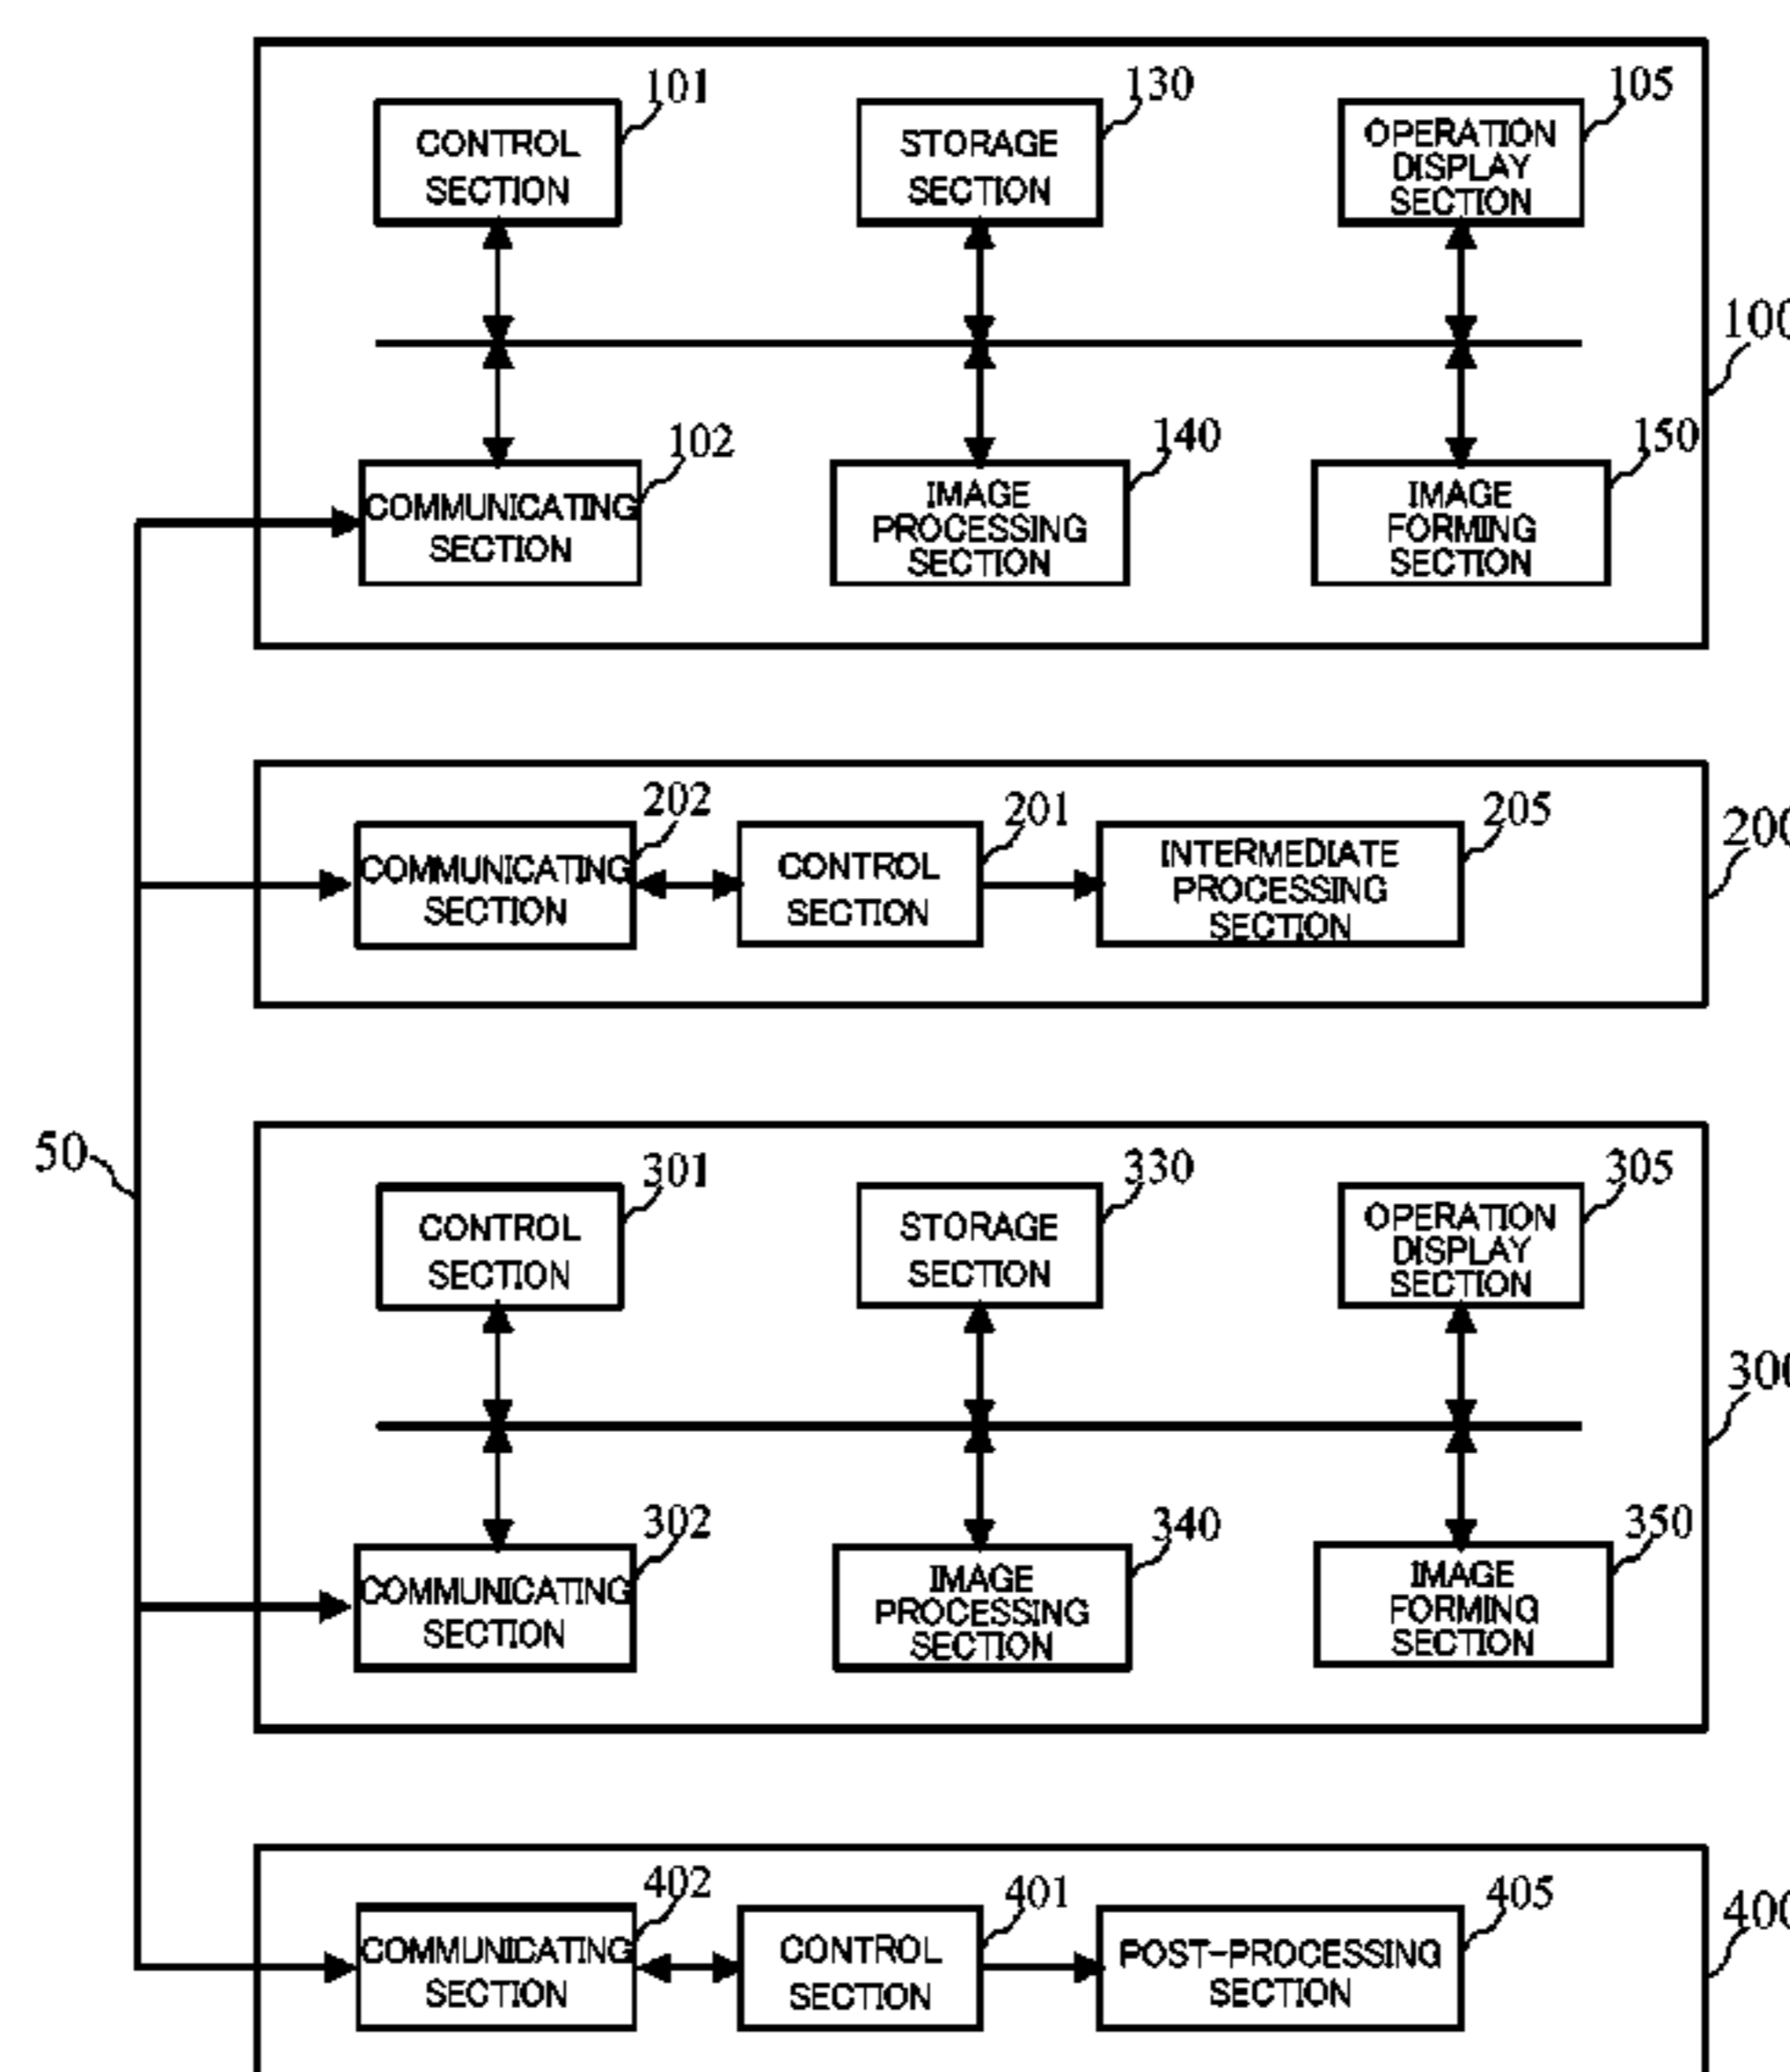 101
130
105
CONTROL
SECTION
STORAGE
SECTION
OPERATION
DISPLAY
SECTION
100
102
140
150
COMMUNICATING
SECTION
IMAGE
PROCESSING
SECTION
IMAGE
FORMING
SECTION
202
201
205
200
COMMUNICATING
SECTION
CONTROL
SECTION
INTERMEDIATE
PROCESSING
SECTION
50
301
330
305
CONTROL
SECTION
STORAGE
SECTION
OPERATION
DISPLAY
SECTION
300
302
340
350
COMMUNICATING
SECTION
IMAGE
PROCESSING
SECTION
IMAGE
FORMING
SECTION
402
401
405
400
COMMUNICATING
SECTION
CONTROL
SECTION
POST-PROCESSING
SECTION